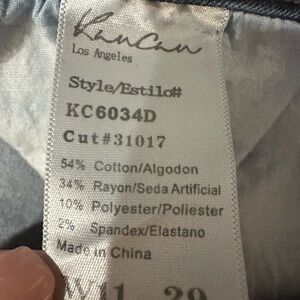 KanCan
Los Angeles
Style/Estilo#
KC6034D
Cut#31017
54% Cotton/Algodon
34% Rayon/Seda Artificial
10% Polyester/Poliester
2% Spandex/Elastano
Made in China